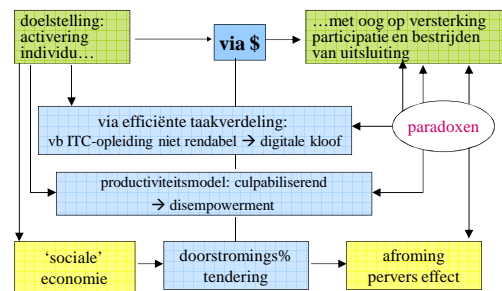 doelstelling:
activering
individu…
via $
…met oog op versterking
participatie en bestrijden
van uitsluiting
via efficiënte taakverdeling:
vb ITC-opleiding niet rendabel → digitale kloof
paradoxen
productiviteitsmodel: culpabiliserend
→ disempowerment
‘sociale’
economie
doorstromings%
tendering
afroming
pervers effect